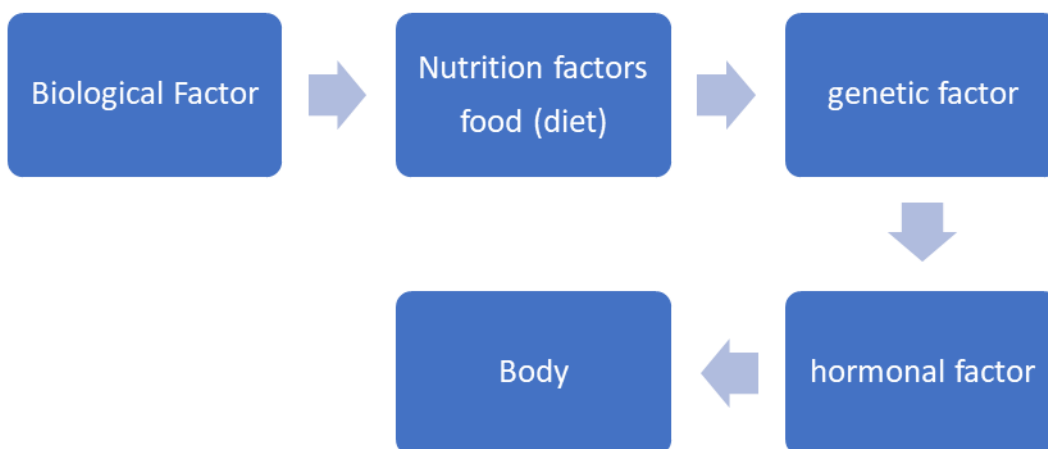 Biological Factor
Nutrition factors
food (diet)
genetic factor
hormonal factor
Body